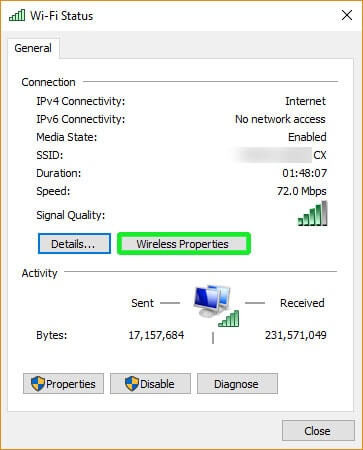 Wi-Fi Status
General
Connection
IPv4 Connectivity: Internet
IPv6 Connectivity: No network access
Media State: Enabled
SSID: CX
Duration: 01:48:07
Speed: 72.0 Mbps
Signal Quality:
Details... Wireless Properties
Activity
Sent Received
Bytes: 17,157,684 231,571,049
Properties Disable Diagnose
Close